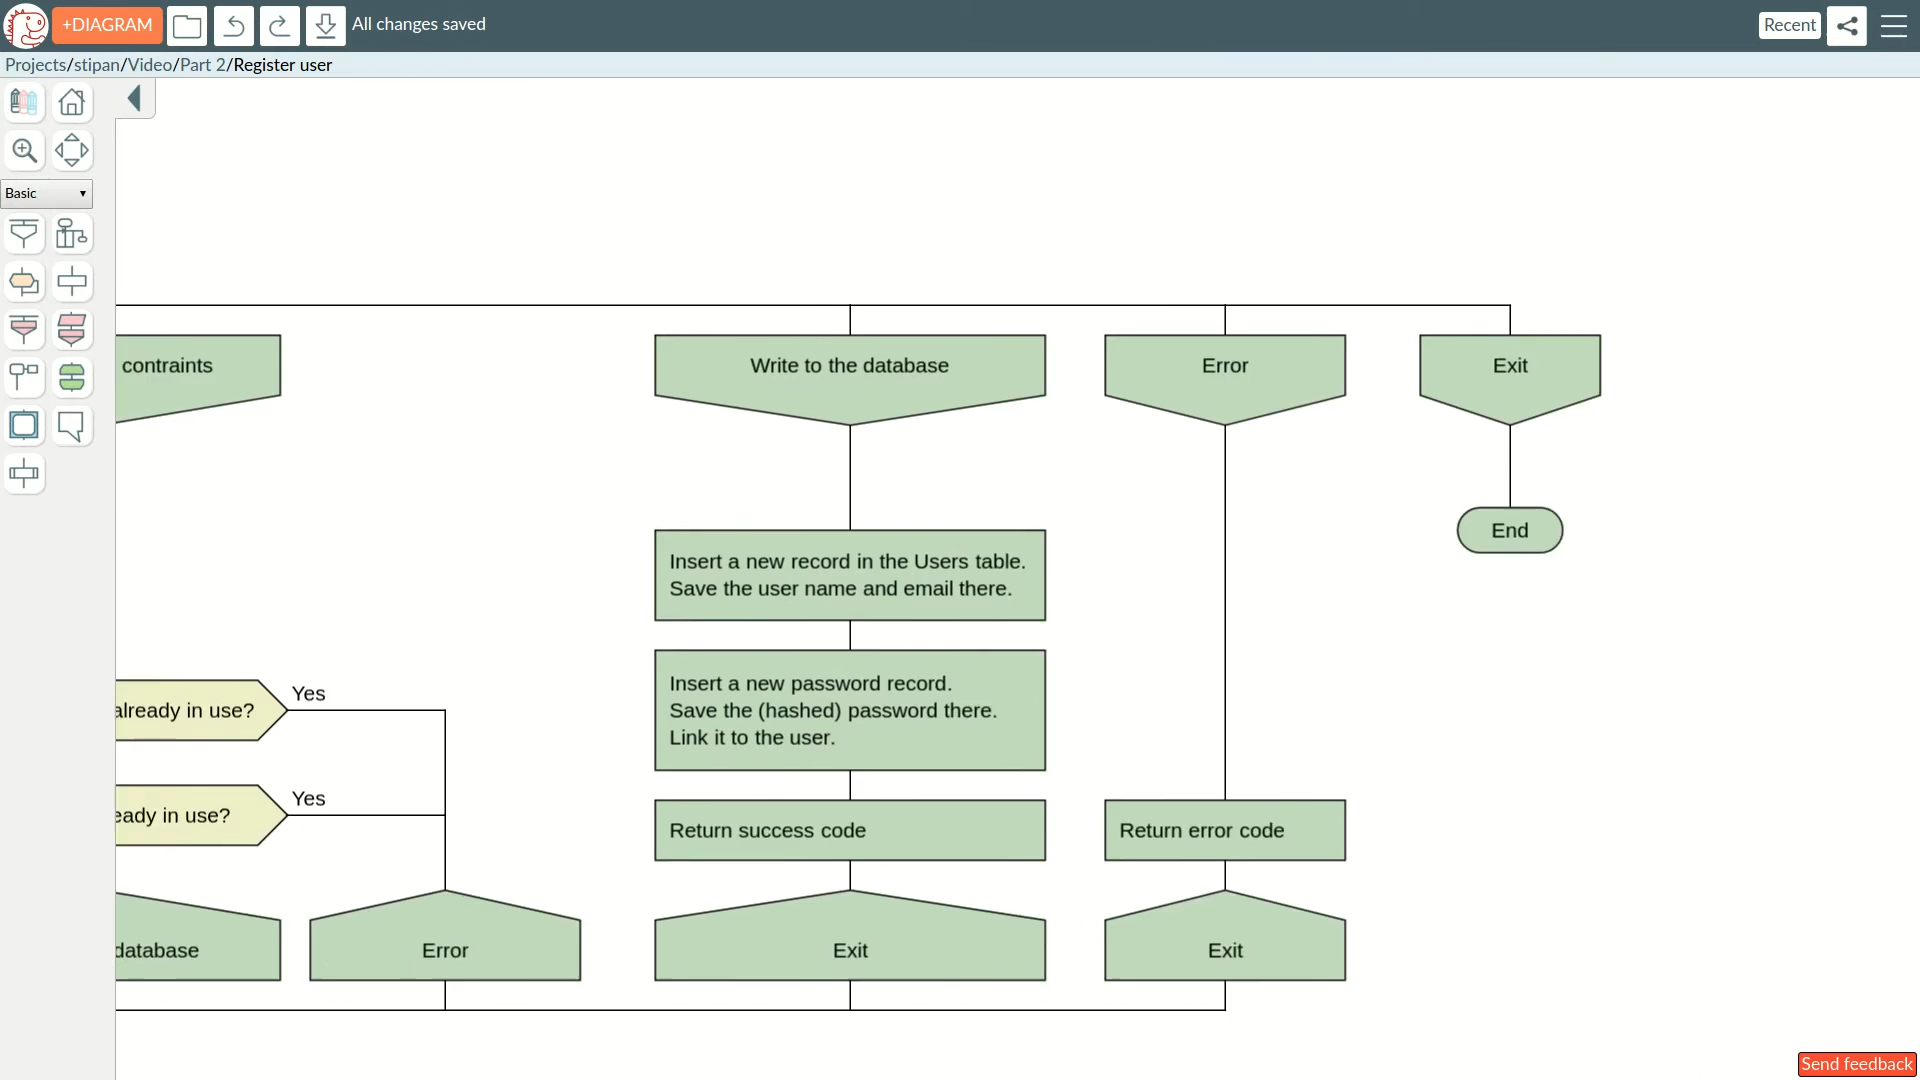 +DIAGRAM
All changes saved
Recent
Projects/stipan/Video/Part 2/Register user
Basic
contraints
Write to the database
Error
Exit
End
Insert a new record in the Users table.
Save the user name and email there.
Insert a new password record.
Save the (hashed) password there.
Link it to the user.
already in use?
Yes
eady in use?
Yes
Return success code
Return error code
database
Error
Exit
Exit
Send feedback